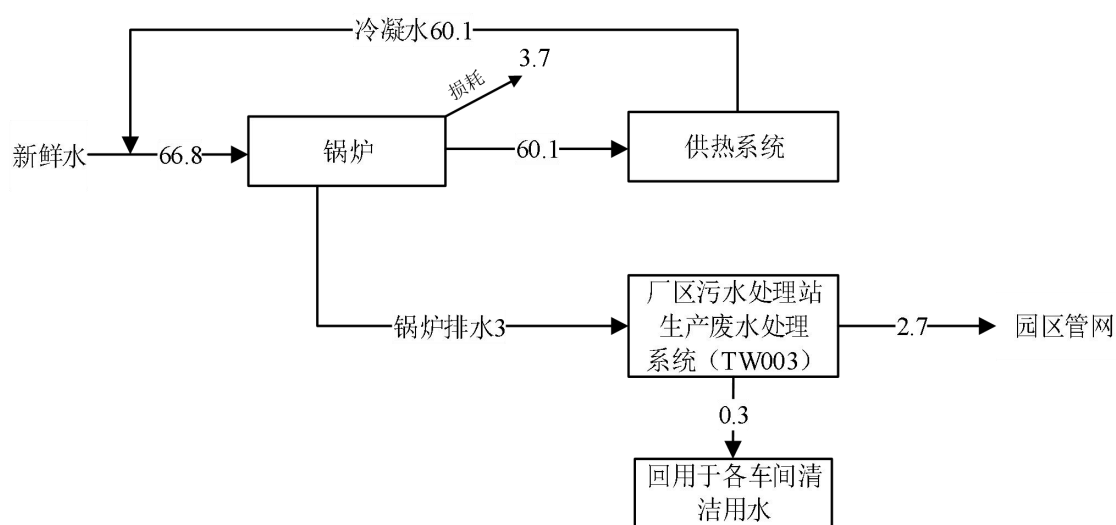 冷凝水60.1
损耗
3.7
新鲜水
66.8
锅炉
60.1
供热系统
锅炉排水3
厂区污水处理站
生产废水处理
系统（TW003）
2.7
园区管网
0.3
回用于各车间清
洁用水